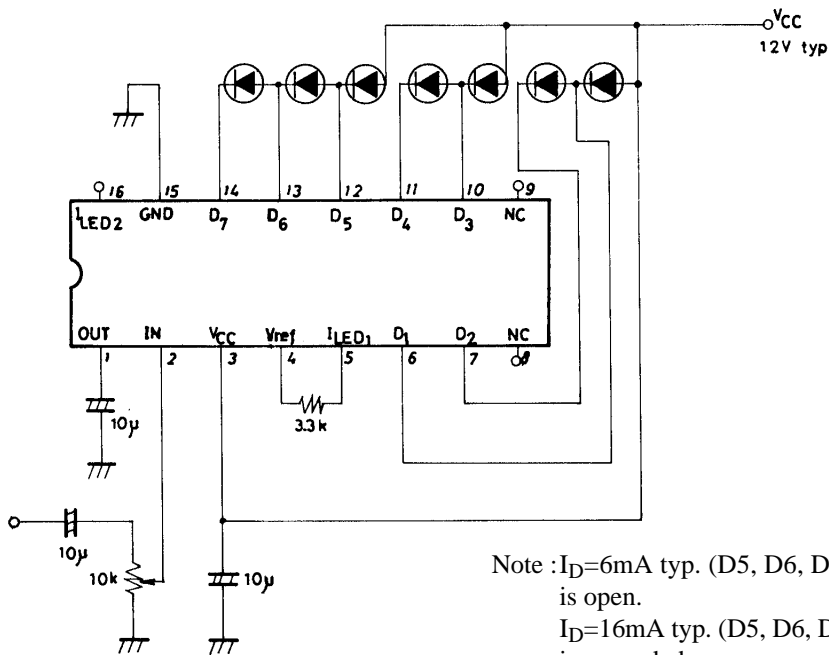 VCC
12V typ
16 15 14 13 12 11 10 9
ILED2 GND D7 D6 D5 D4 D3 NC
OUT IN VCC Vref ILED1 D1 D2 NC
1 2 3 4 5 6 7 8
3.3k
10μ
10μ
10k
10μ
Note : ID=6mA typ. (D5, D6, D
is open.
ID=16mA typ. (D5, D6, D